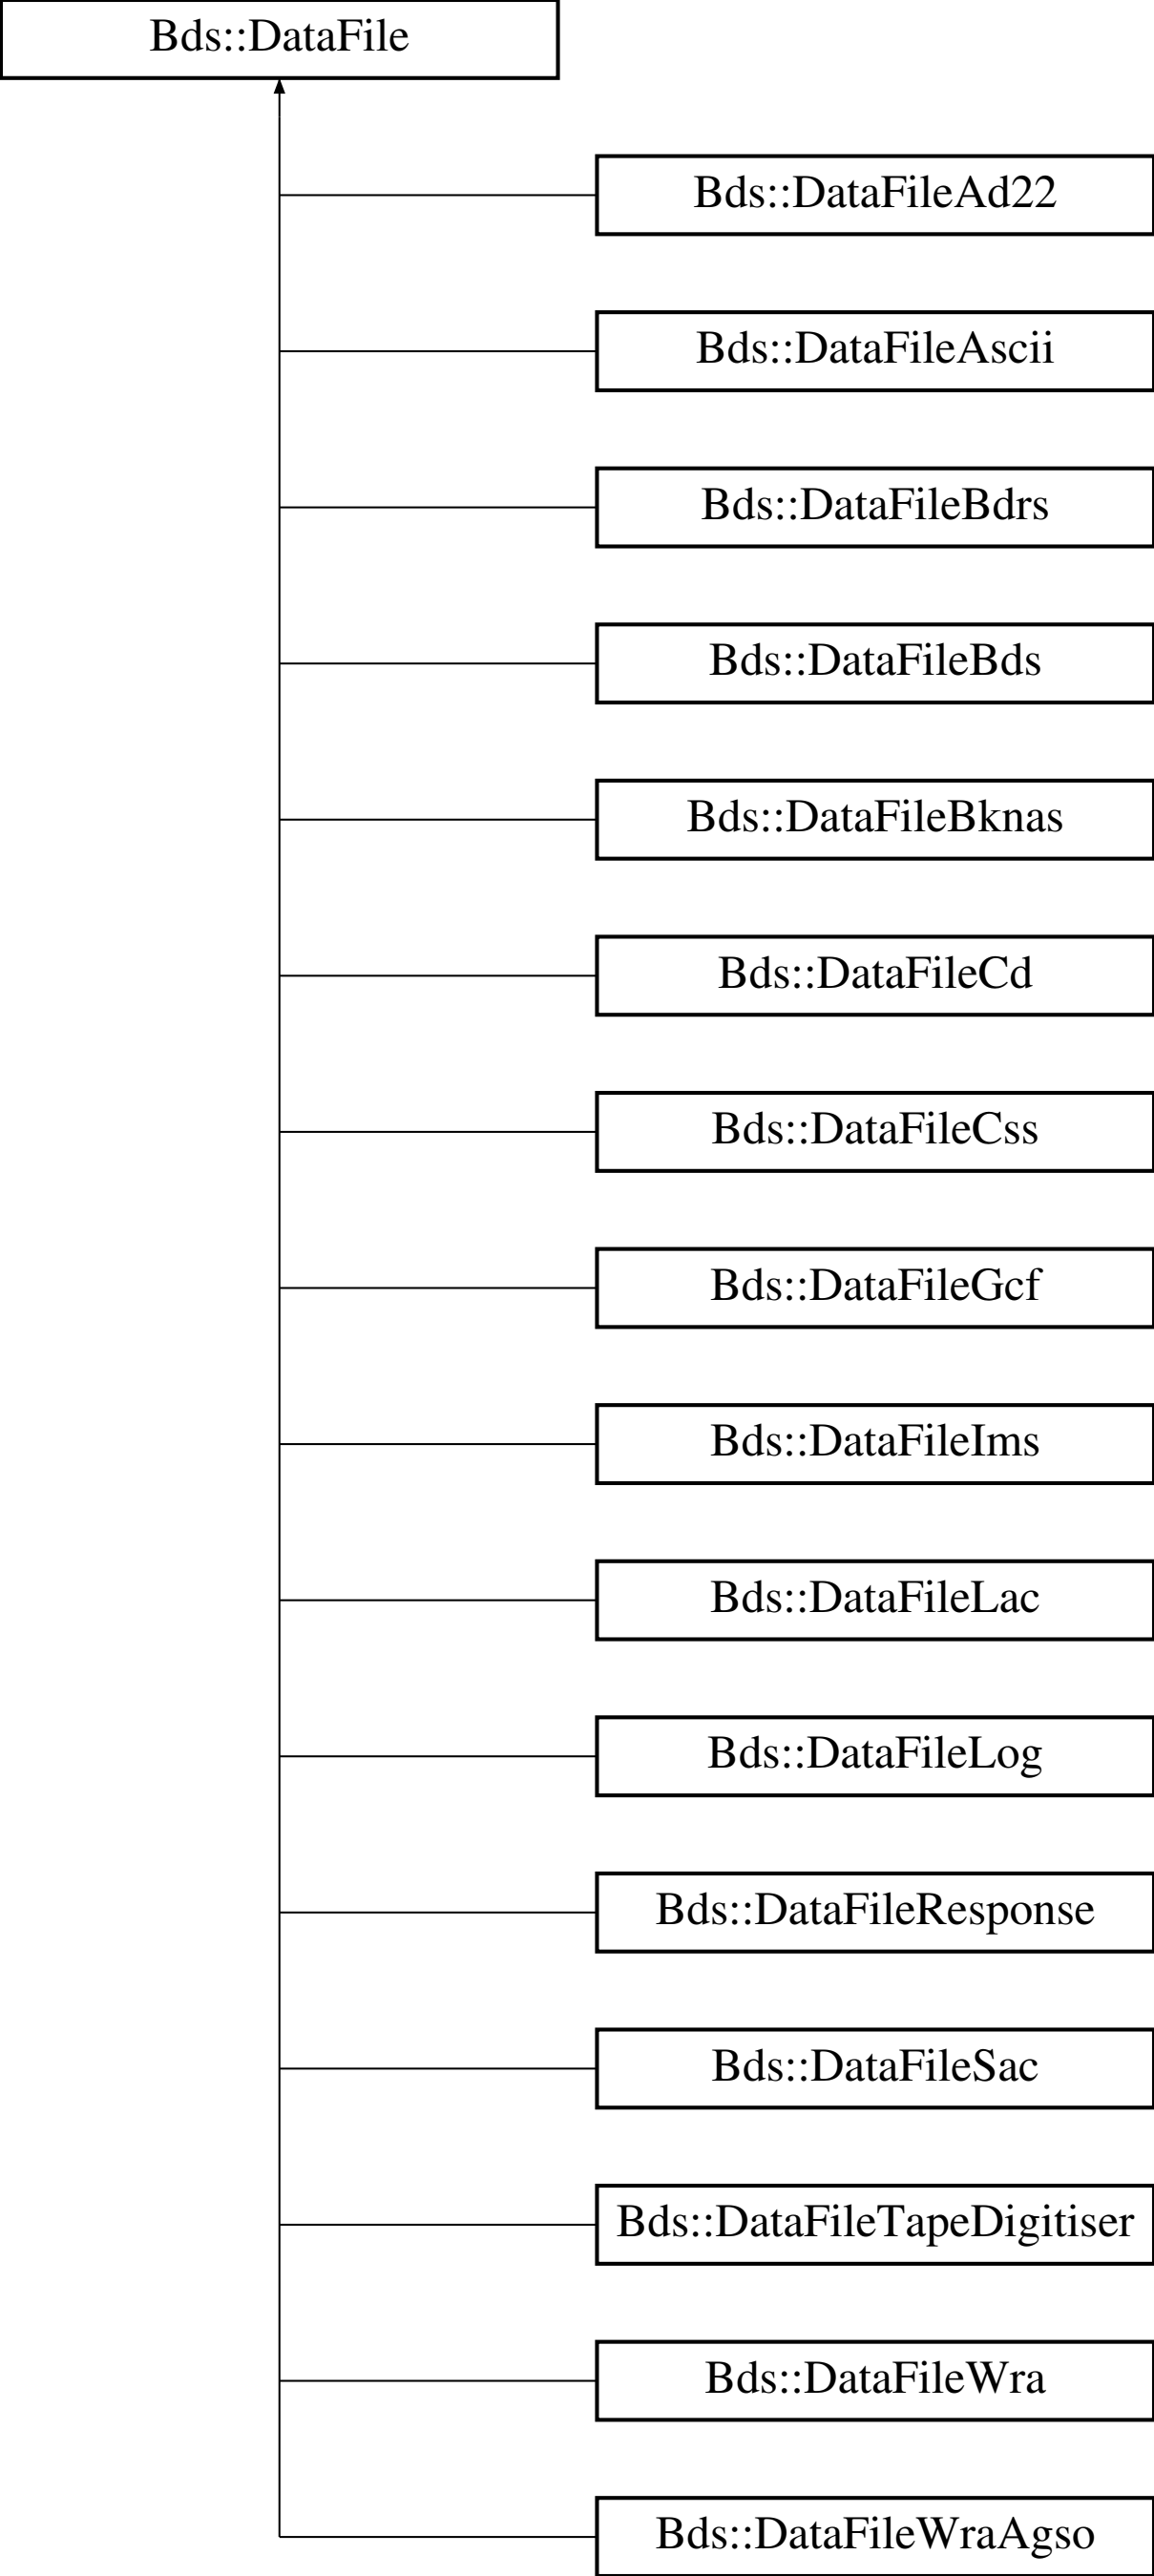 Bds::DataFile
Bds::DataFileAd22
Bds::DataFileAscii
Bds::DataFileBdrs
Bds::DataFileBds
Bds::DataFileBknas
Bds::DataFileCd
Bds::DataFileCss
Bds::DataFileGcf
Bds::DataFileIms
Bds::DataFileLac
Bds::DataFileLog
Bds::DataFileResponse
Bds::DataFileSac
Bds::DataFileTapeDigitiser
Bds::DataFileWra
Bds::DataFileWraAgso